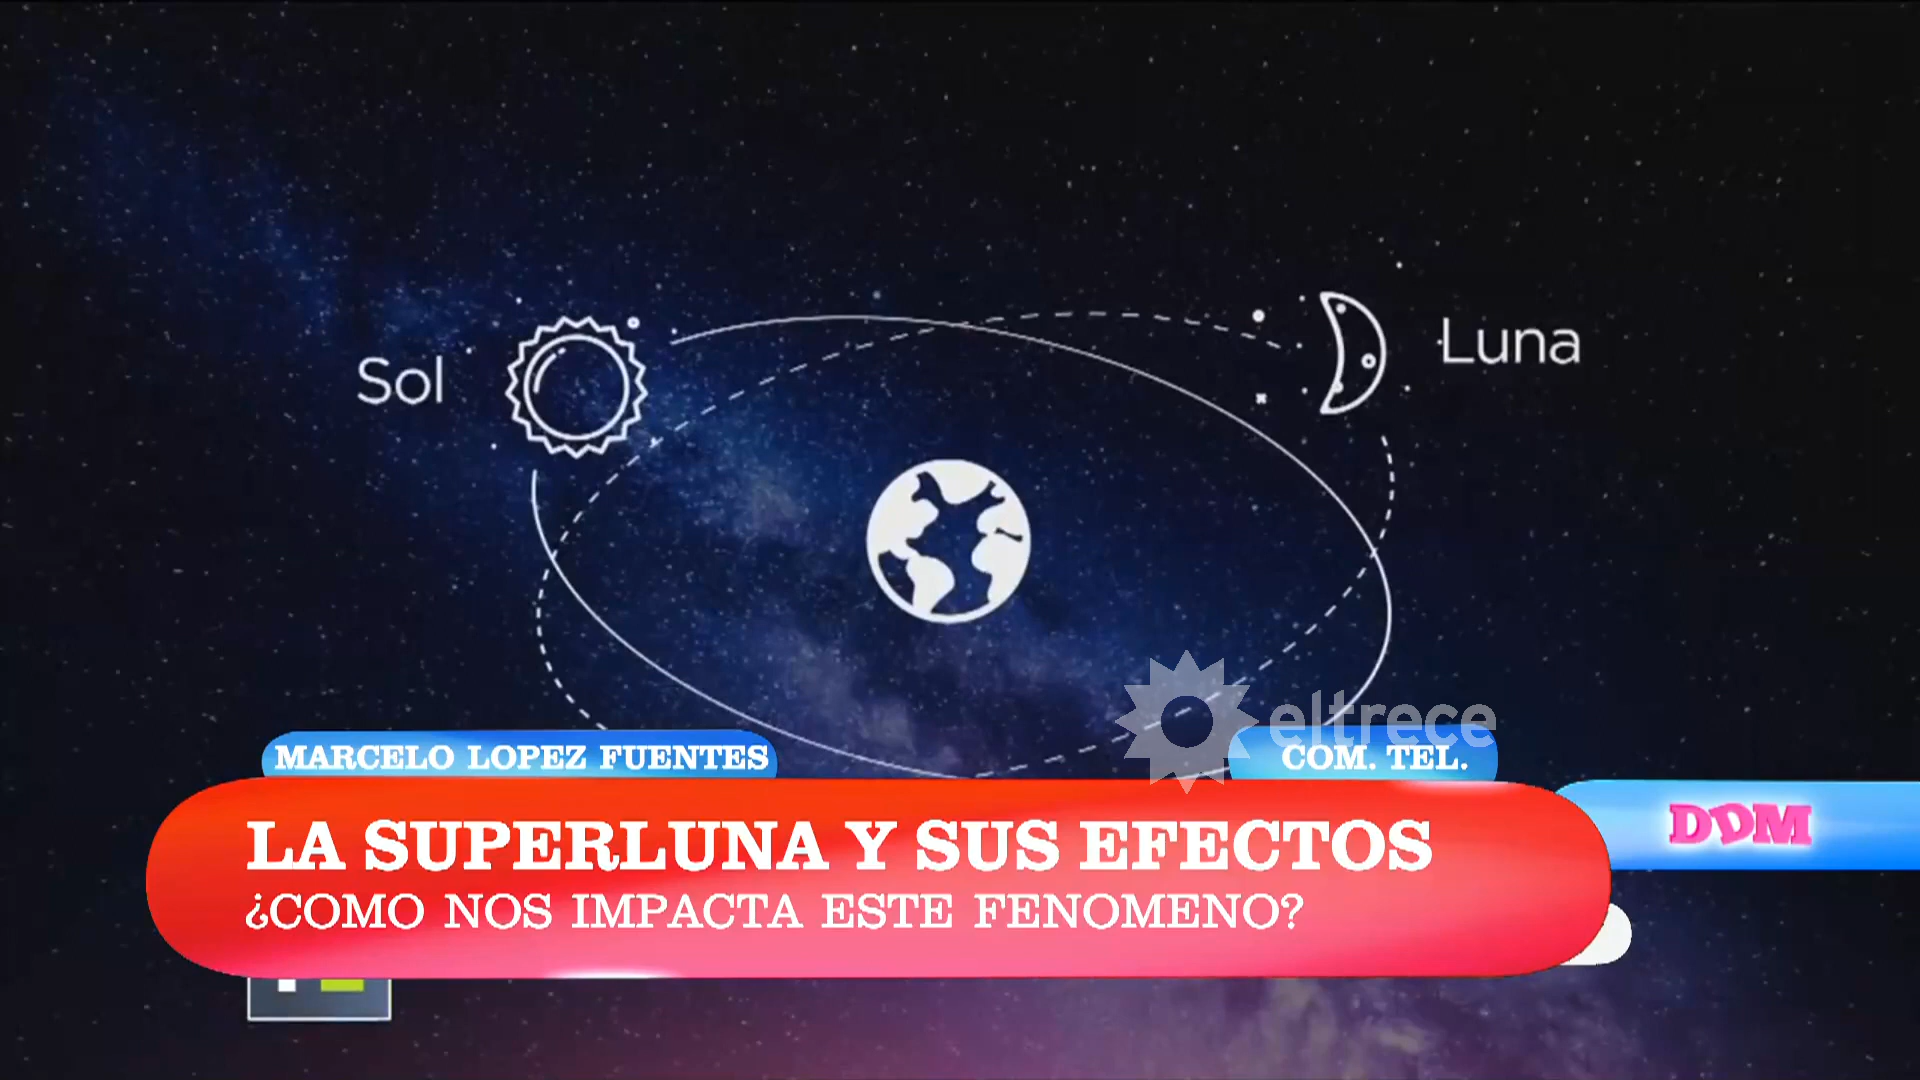 Sol
Luna
eltrece
MARCELO LOPEZ FUENTES
COM. TEL.
LA SUPERLUNA Y SUS EFECTOS
¿COMO NOS IMPACTA ESTE FENOMENO?
DDM